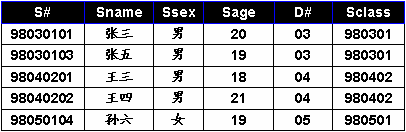 S# Sname Ssex Sage D# Sclass
98030101 张三 男 20 03 980301
98030103 张五 男 19 03 980301
98040201 王三 男 18 04 980402
98040202 王四 男 21 04 980402
98050104 孙六 女 19 05 980501